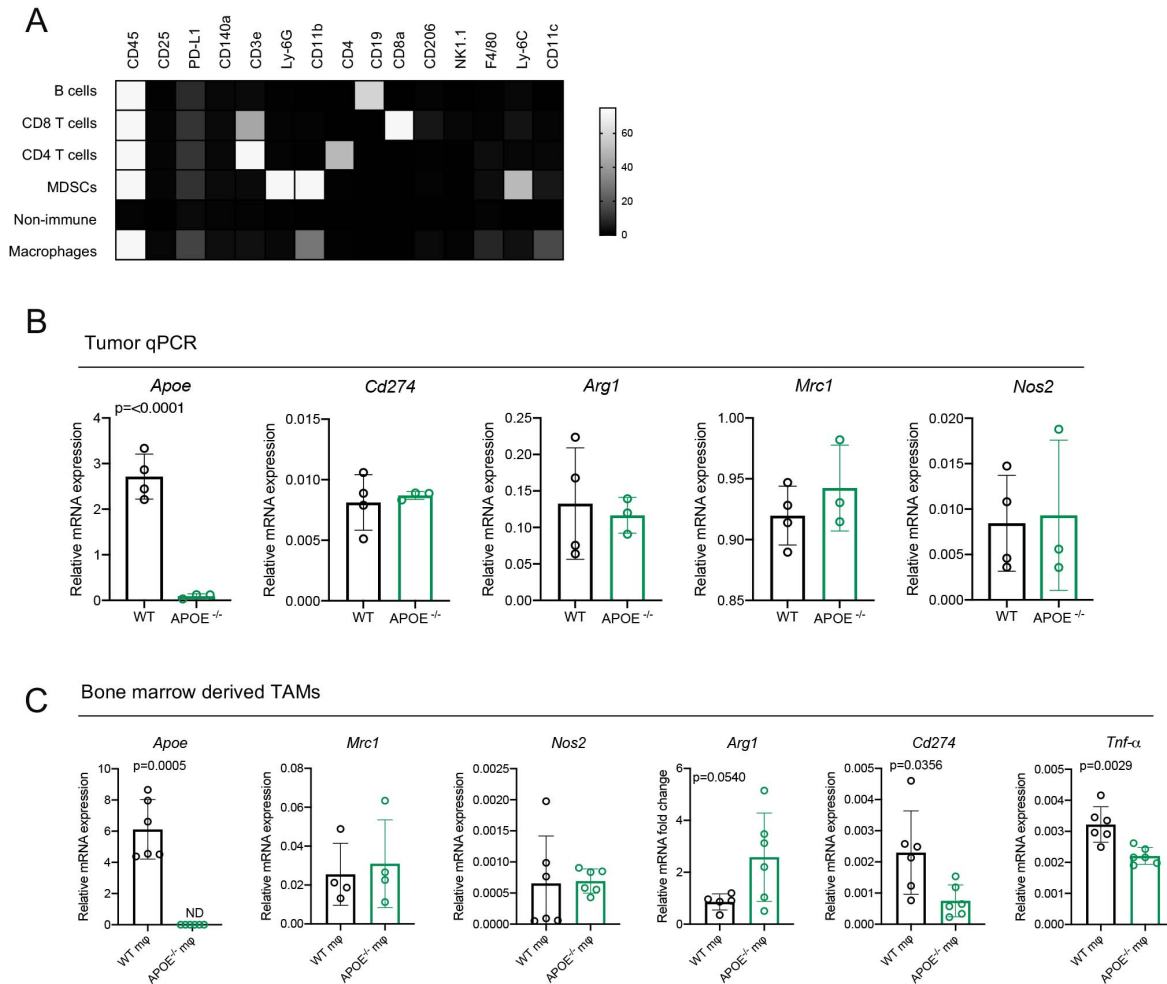 A
CD45 CD25 PD-L1 CD140a CD3e Ly-6G CD11b CD4 CD19 CD8a CD206 NK1.1 F4/80 Ly-6C CD11c
B cells
CD8 T cells
CD4 T cells
MDSCs
Non-immune
Macrophages
60
40
20
0
B
Tumor qPCR
Apoe
p=<0.0001
Relative mRNA expression
4
3
2
1
0
WT APOE -/-
Cd274
Relative mRNA expression
0.015
0.010
0.005
0.000
WT APOE -/-
Arg1
Relative mRNA expression
0.25
0.20
0.15
0.10
0.05
0.00
WT APOE -/-
Mrc1
Relative mRNA expression
1.00
0.95
0.90
0.85
WT APOE -/-
Nos2
Relative mRNA expression
0.020
0.015
0.010
0.005
0.000
WT APOE -/-
C
Bone marrow derived TAMs
Apoe
p=0.0005
Relative mRNA expression
10
8
6
4
2
0
ND
WT mφ APOE-/- mφ
Mrc1
Relative mRNA expression
0.08
0.06
0.04
0.02
0.00
WT mφ APOE-/- mφ
Nos2
Relative mRNA expression
0.0025
0.0020
0.0015
0.0010
0.0005
0.0000
WT mφ APOE-/- mφ
Arg1
p=0.0540
Relative mRNA fold change
6
4
2
0
WT mφ APOE-/- mφ
Cd274
p=0.0356
Relative mRNA expression
0.005
0.004
0.003
0.002
0.001
0.000
WT mφ APOE-/- mφ
Tnf-α
p=0.0029
Relative mRNA expression
0.005
0.004
0.003
0.002
0.001
0.000
WT mφ APOE-/- mφ